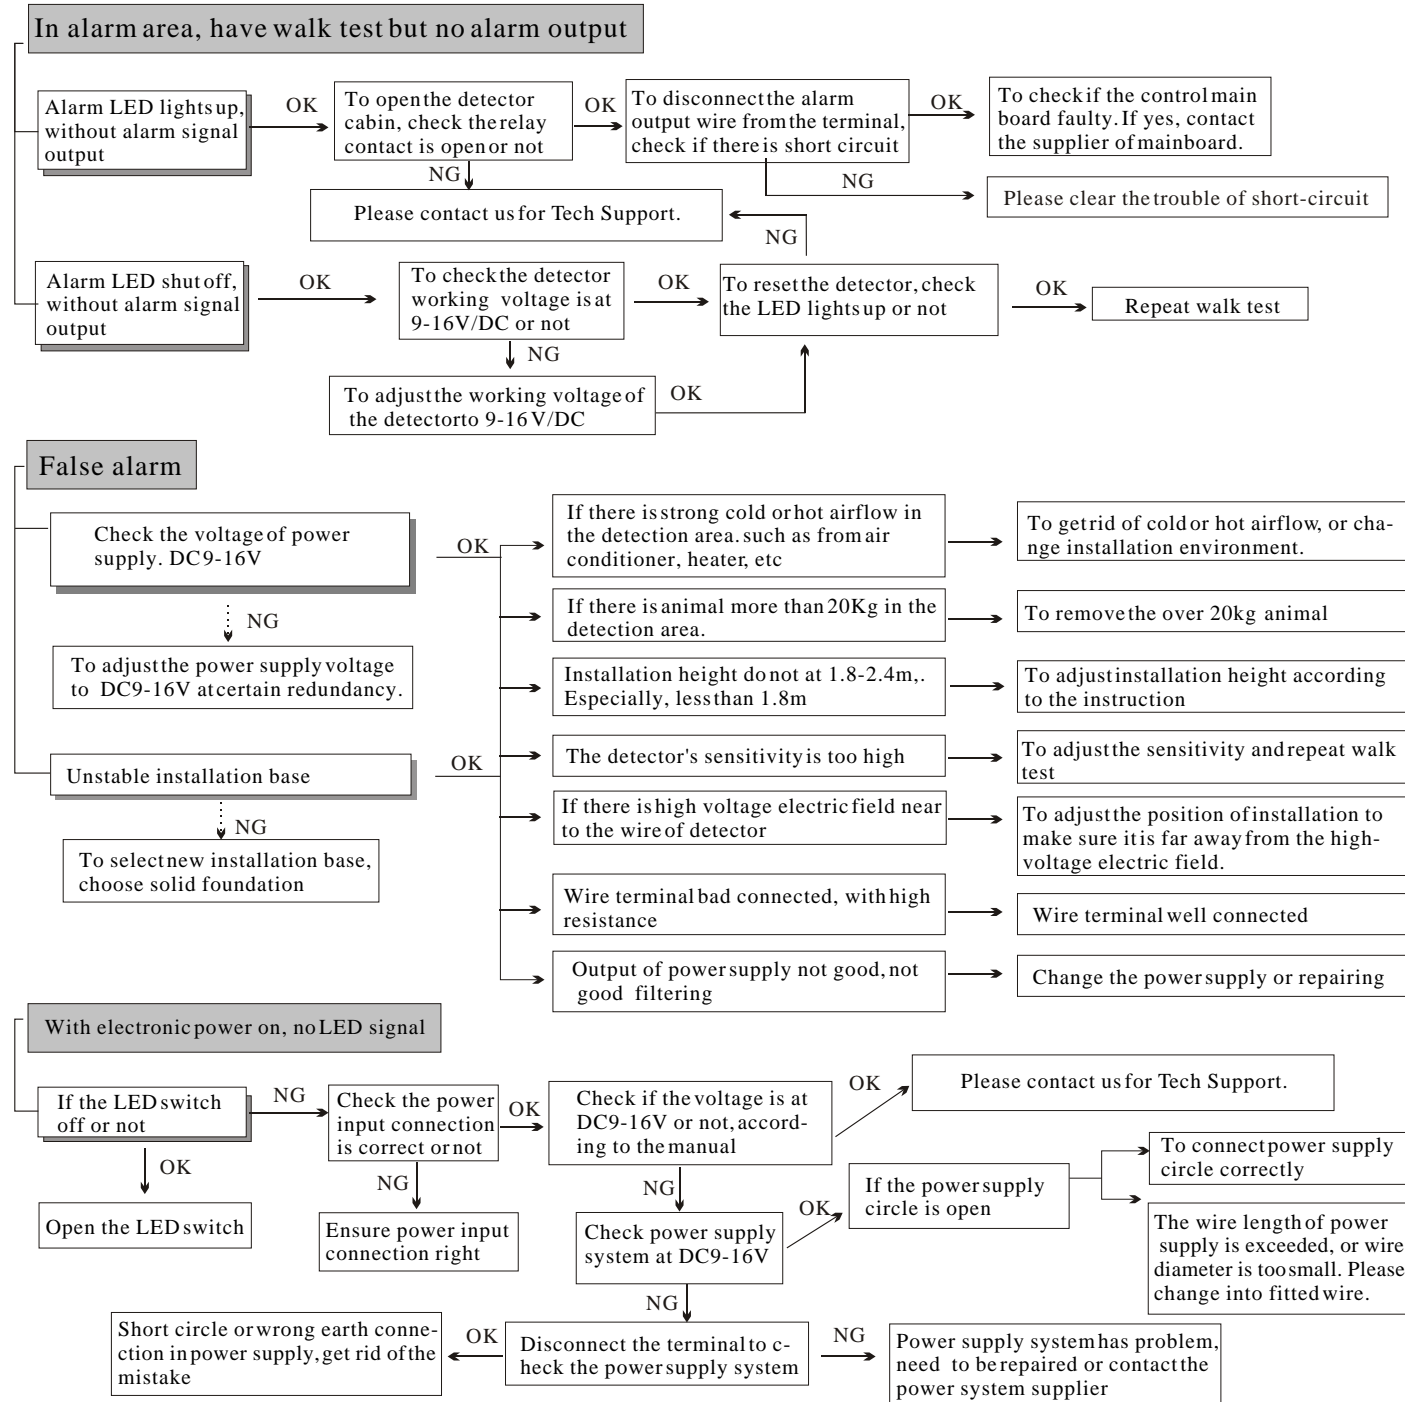 In alarm area, have walk test but no alarm output
Alarm LED lights up,
without alarm signal
output
OK
To open the detector
cabin, check the relay
contact is open or not
OK
To disconnect the alarm
output wire from the terminal,
check if there is short circuit
OK
To check if the control main
board faulty. If yes, contact
the supplier of mainboard.
NG
NG
Please contact us for Tech Support.
Please clear the trouble of short-circuit
NG
Alarm LED shut off,
without alarm signal
output
OK
To check the detector
working voltage is at
9-16V/DC or not
OK
To reset the detector, check
the LED lights up or not
OK
Repeat walk test
NG
To adjust the working voltage of
the detectorto 9-16V/DC
OK
False alarm
Check the voltage of power
supply. DC9-16V
OK
NG
To adjust the power supply voltage
to DC9-16V at certain redundancy.
Unstable installation base
OK
NG
To select new installation base,
choose solid foundation
If there is strong cold or hot airflow in
the detection area. such as from air
conditioner, heater, etc
To get rid of cold or hot airflow, or cha-
nge installation environment.
If there is animal more than 20Kg in the
detection area.
To remove the over 20kg animal
Installation height do not at 1.8-2.4m,.
Especially, less than 1.8m
To adjust installation height according
to the instruction
The detector's sensitivity is too high
To adjust the sensitivity and repeat walk
test
If there is high voltage electric field near
to the wire of detector
To adjust the position of installation to
make sure it is far away from the high-
voltage electric field.
Wire terminal bad connected, with high
resistance
Wire terminal well connected
Output of power supply not good, not
good filtering
Change the power supply or repairing
With electronic power on, no LED signal
If the LED switch
off or not
NG
Check the power
input connection
is correct or not
OK
Check if the voltage is at
DC9-16V or not, accord-
ing to the manual
OK
Please contact us for Tech Support.
OK
Open the LED switch
NG
Ensure power input
connection right
NG
Check power supply
system at DC9-16V
OK
If the power supply
circle is open
To connect power supply
circle correctly
The wire length of power
supply is exceeded, or wire
diameter is too small. Please
change into fitted wire.
NG
Disconnect the terminal to c-
heck the power supply system
OK
Short circle or wrong earth conne-
ction in power supply, get rid of the
mistake
NG
Power supply system has problem,
need to be repaired or contact the
power system supplier